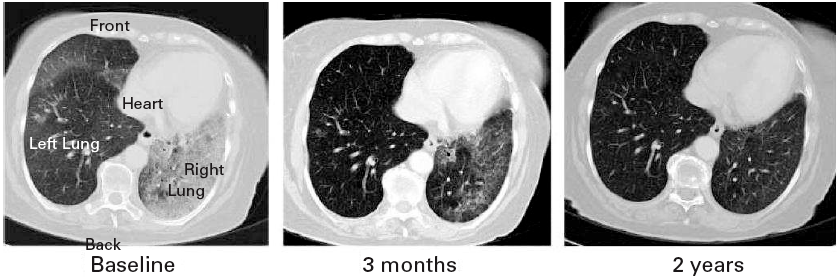 Front
Heart
Left Lung
Right
Lung
Back
Baseline
3 months
2 years